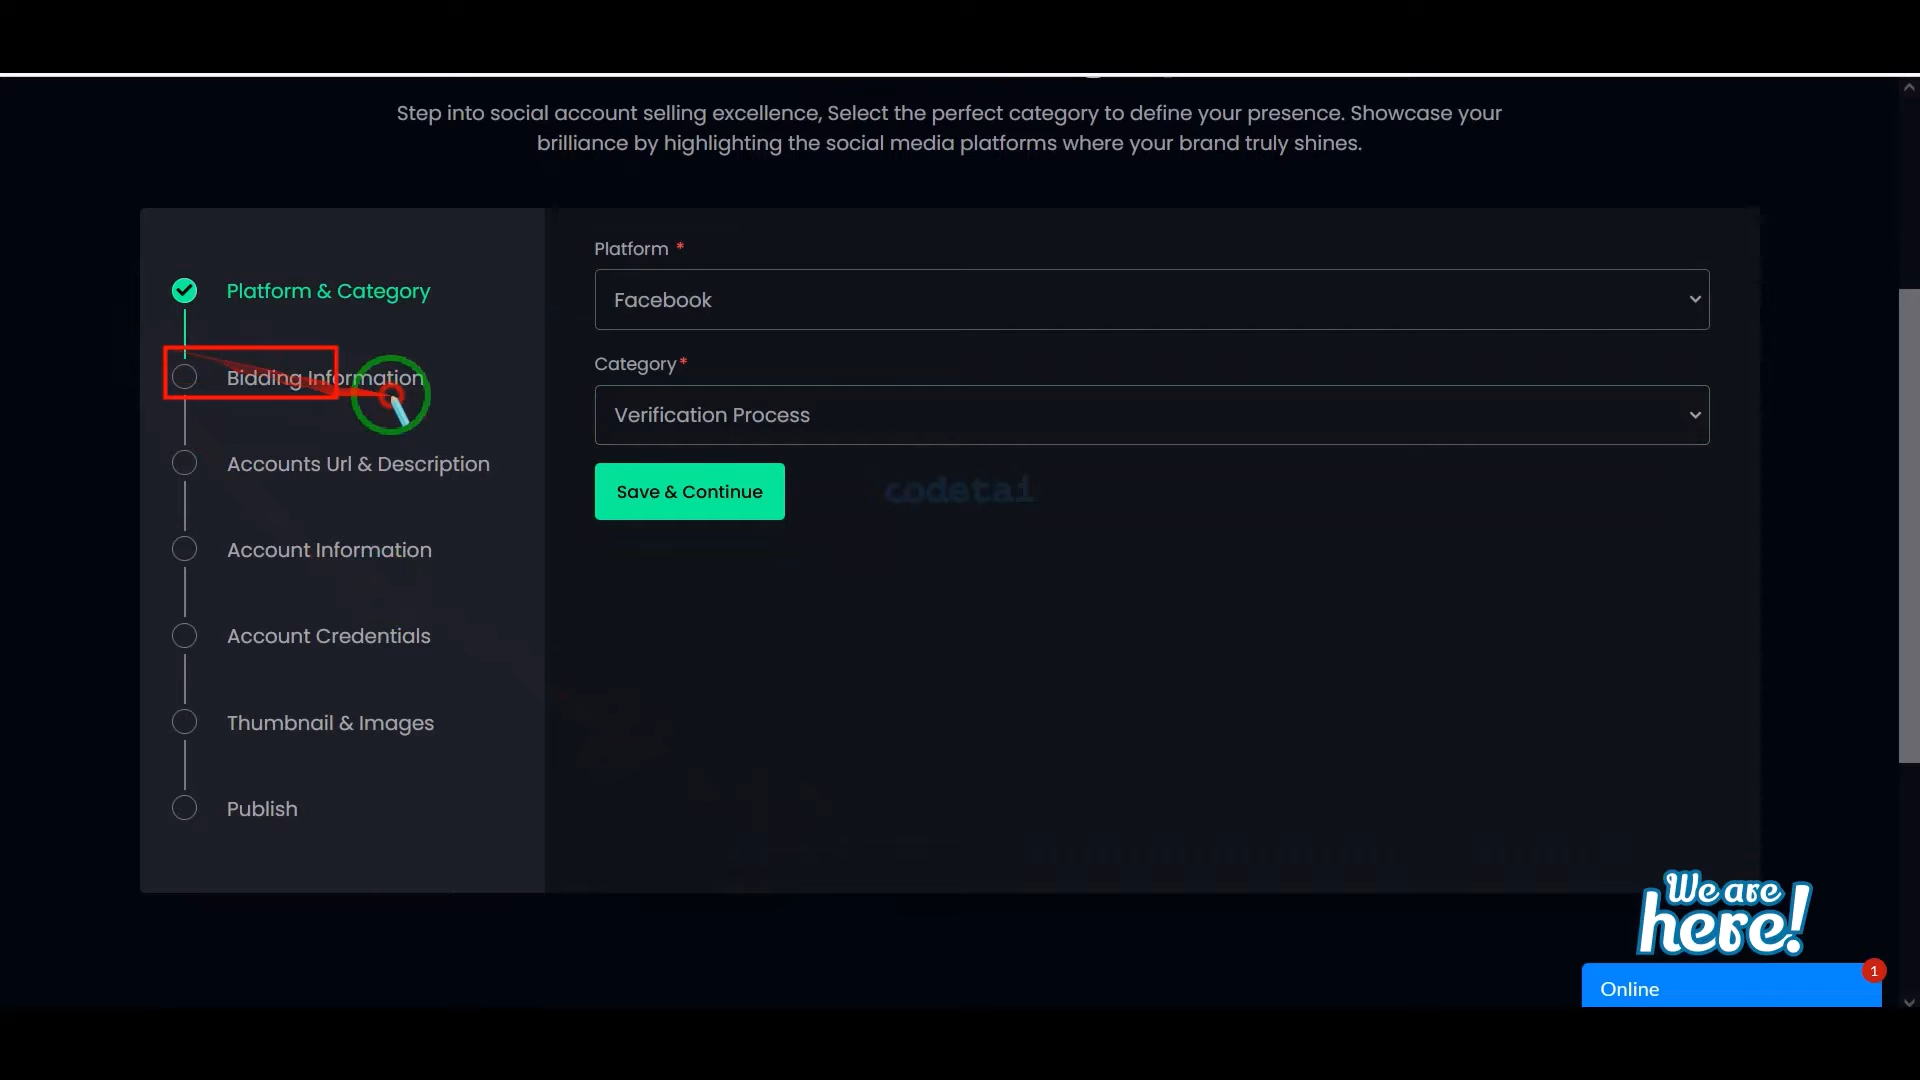 Step into social account selling excellence, Select the perfect category to define your presence. Showcase your
brilliance by highlighting the social media platforms where your brand truly shines.
Platform & Category
Bidding Information
Accounts Url & Description
Account Information
Account Credentials
Thumbnail & Images
Publish
Platform *
Facebook
Category*
Verification Process
Save & Continue
codetai
We are
here!
1
Online